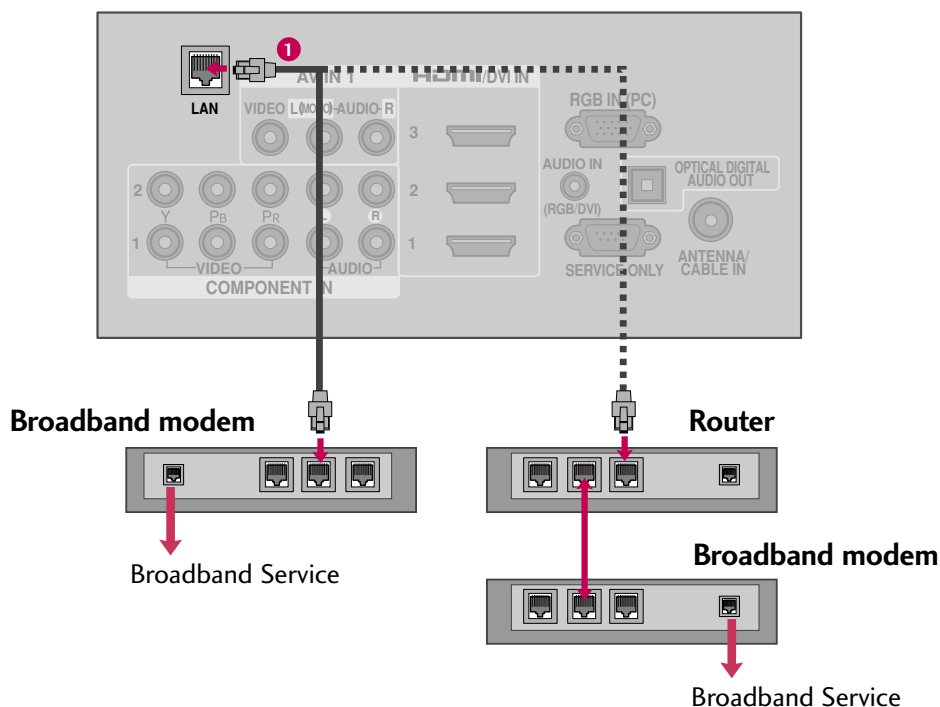 1
LAN
AV IN 1
HDMI/DVI IN
VIDEO L(MONO)-AUDIO-R
RGB IN (PC)
3
AUDIO IN
OPTICAL DIGITAL
AUDIO OUT
2
Y
PB
PR
L
R
2
(RGB/DVI)
1
VIDEO
AUDIO
1
SERVICE ONLY
ANTENNA/
CABLE IN
COMPONENT IN
Broadband modem
Router
Broadband Service
Broadband modem
Broadband Service